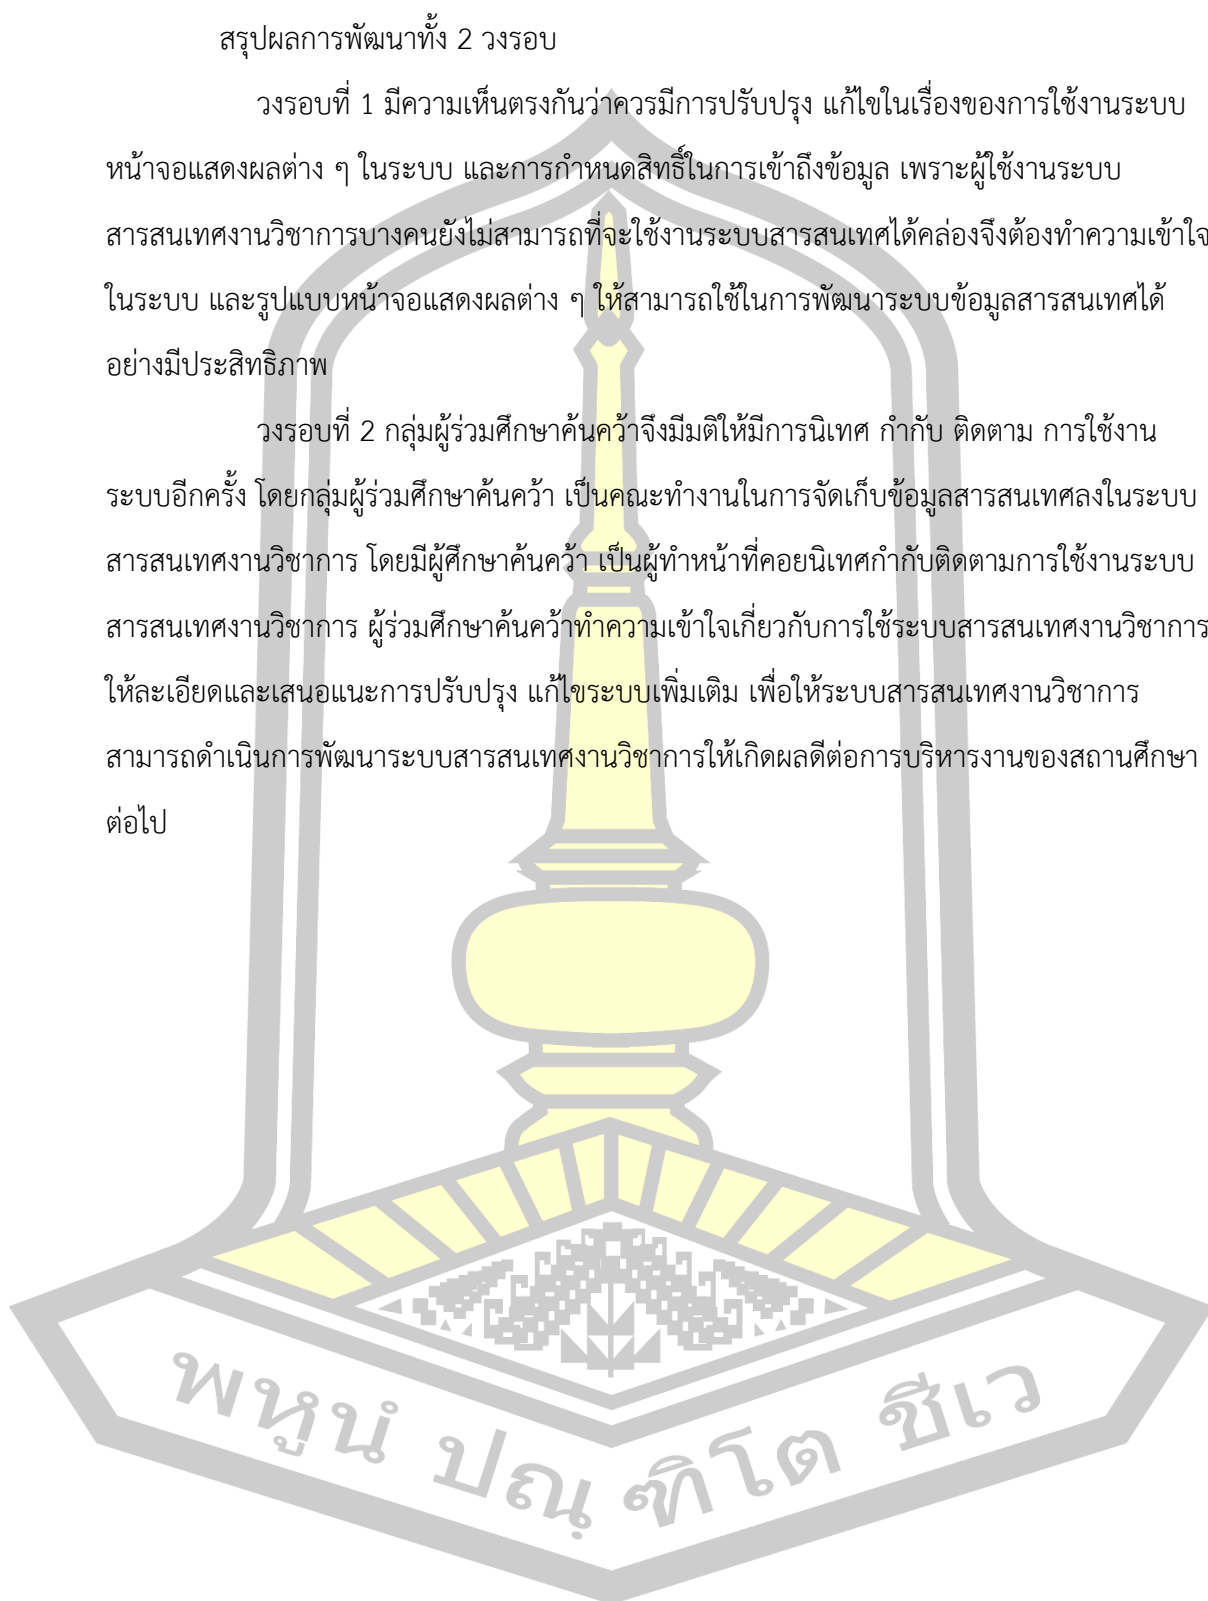 สรุปผลการพัฒนาทั้ง 2 วงรอบ
วงรอบที่ 1 มีความเห็นตรงกันว่าควรมีการปรับปรุง แก้ไขในเรื่องของการใช้งานระบบ
หน้าจอแสดงผลต่าง ๆ ในระบบ และการกำหนดสิทธิ์ในการเข้าถึงข้อมูล เพราะผู้ใช้งานระบบ
สารสนเทศงานวิชาการบางคนยังไม่สามารถที่จะใช้งานระบบสารสนเทศได้คล่องจึงต้องทำความเข้าใจ
ในระบบ และรูปแบบหน้าจอแสดงผลต่าง ๆ ให้สามารถใช้ในการพัฒนาระบบข้อมูลสารสนเทศได้
อย่างมีประสิทธิภาพ
วงรอบที่ 2 กลุ่มผู้ร่วมศึกษาค้นคว้าจึงมีมติให้มีการนิเทศ กำกับ ติดตาม การใช้งาน
ระบบอีกครั้ง โดยกลุ่มผู้ร่วมศึกษาค้นคว้า เป็นคณะทำงานในการจัดเก็บข้อมูลสารสนเทศลงในระบบ
สารสนเทศงานวิชาการ โดยมีผู้ศึกษาค้นคว้า เป็นผู้ทำหน้าที่คอยนิเทศกำกับติดตามการใช้งานระบบ
สารสนเทศงานวิชาการ ผู้ร่วมศึกษาค้นคว้าทำความเข้าใจเกี่ยวกับการใช้ระบบสารสนเทศงานวิชาการ
ให้ละเอียดและเสนอแนะการปรับปรุง แก้ไขระบบเพิ่มเติม เพื่อให้ระบบสารสนเทศงานวิชาการ
สามารถดำเนินการพัฒนาระบบสารสนเทศงานวิชาการให้เกิดผลดีต่อการบริหารงานของสถานศึกษา
ต่อไป
พหูนํ ปณฺฑิโต ชีเว